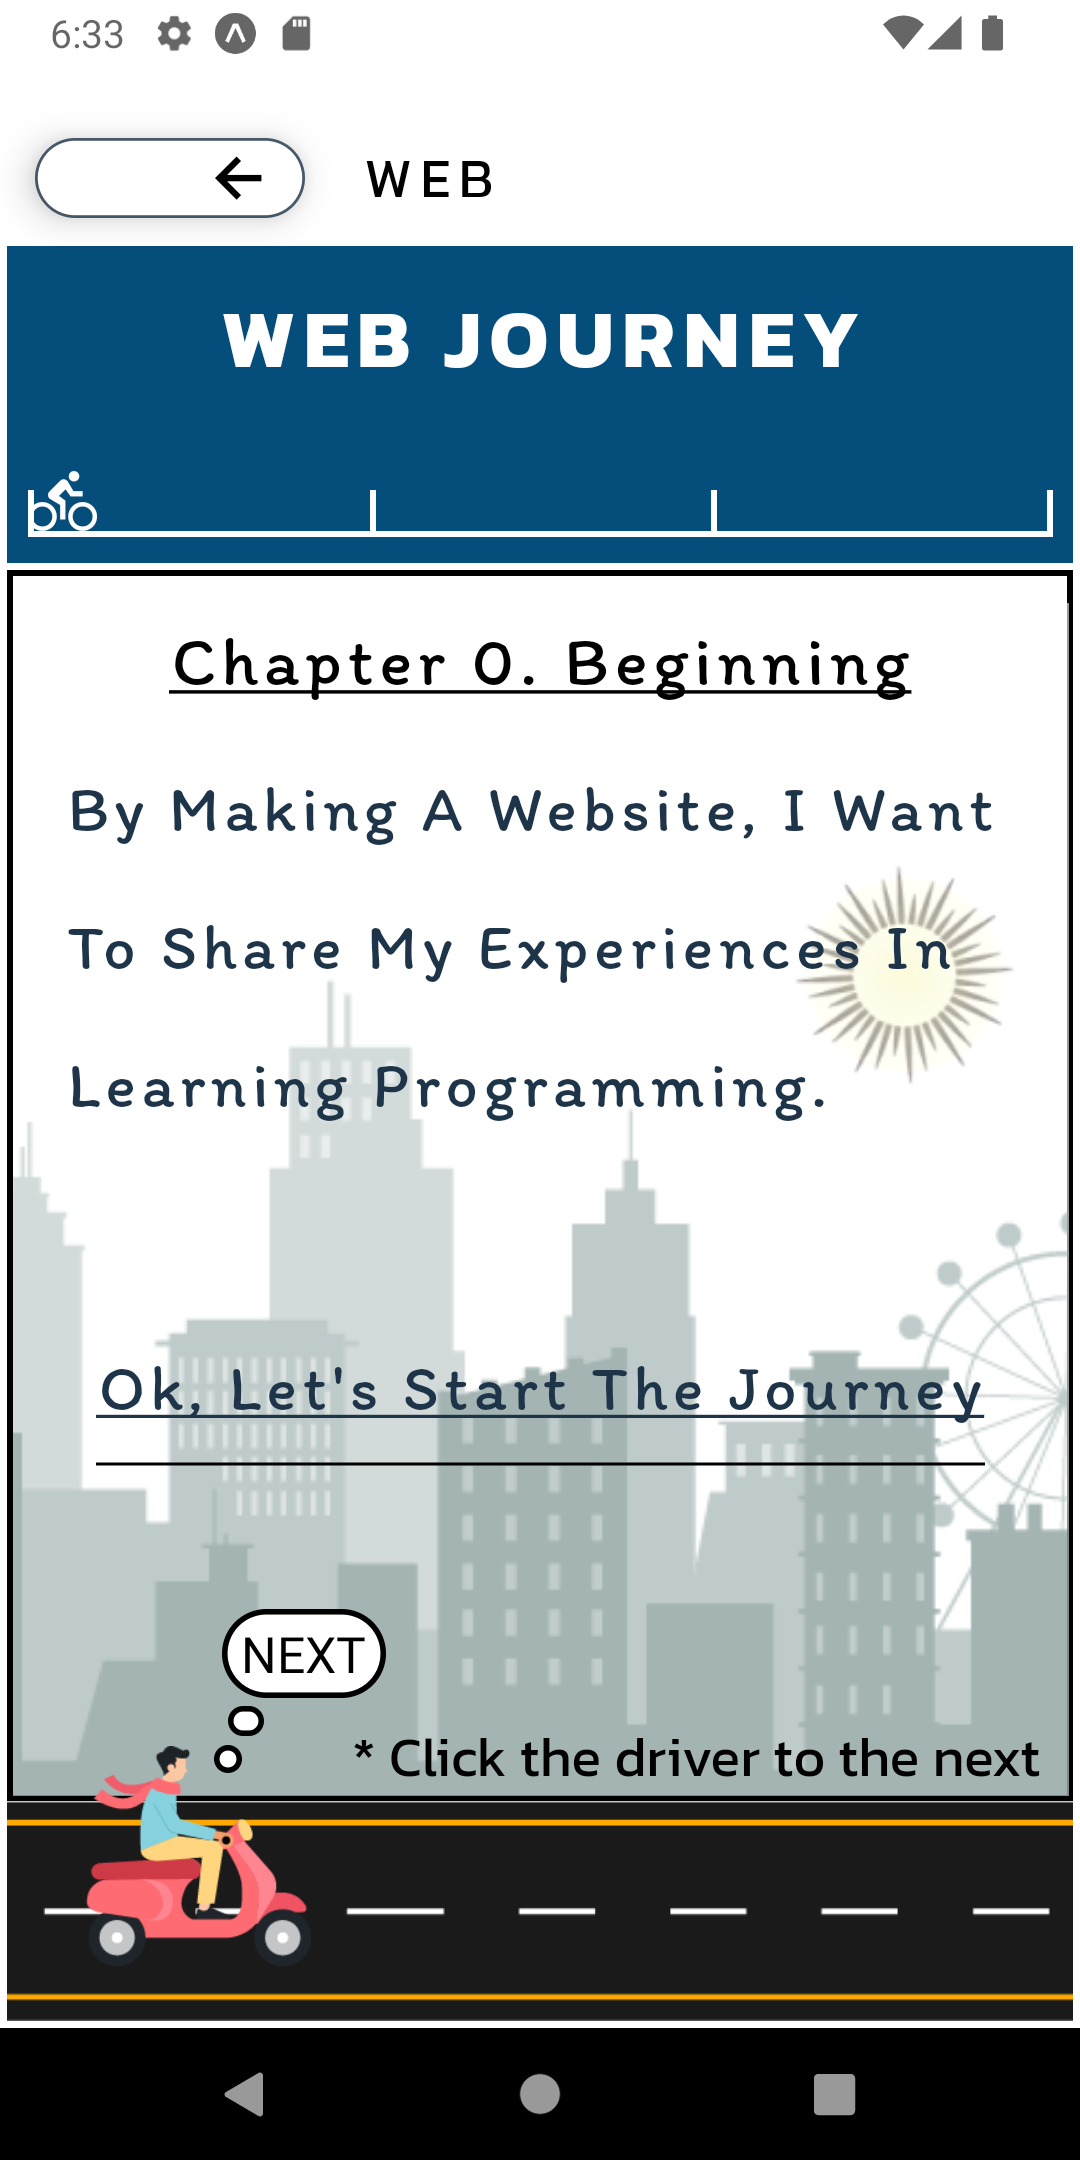 6:33
WEB
WEB JOURNEY
Chapter 0. Beginning
By Making A Website, I Want
To Share My Experiences In
Learning Programming.
Ok, Let's Start The Journey
NEXT
* Click the driver to the next